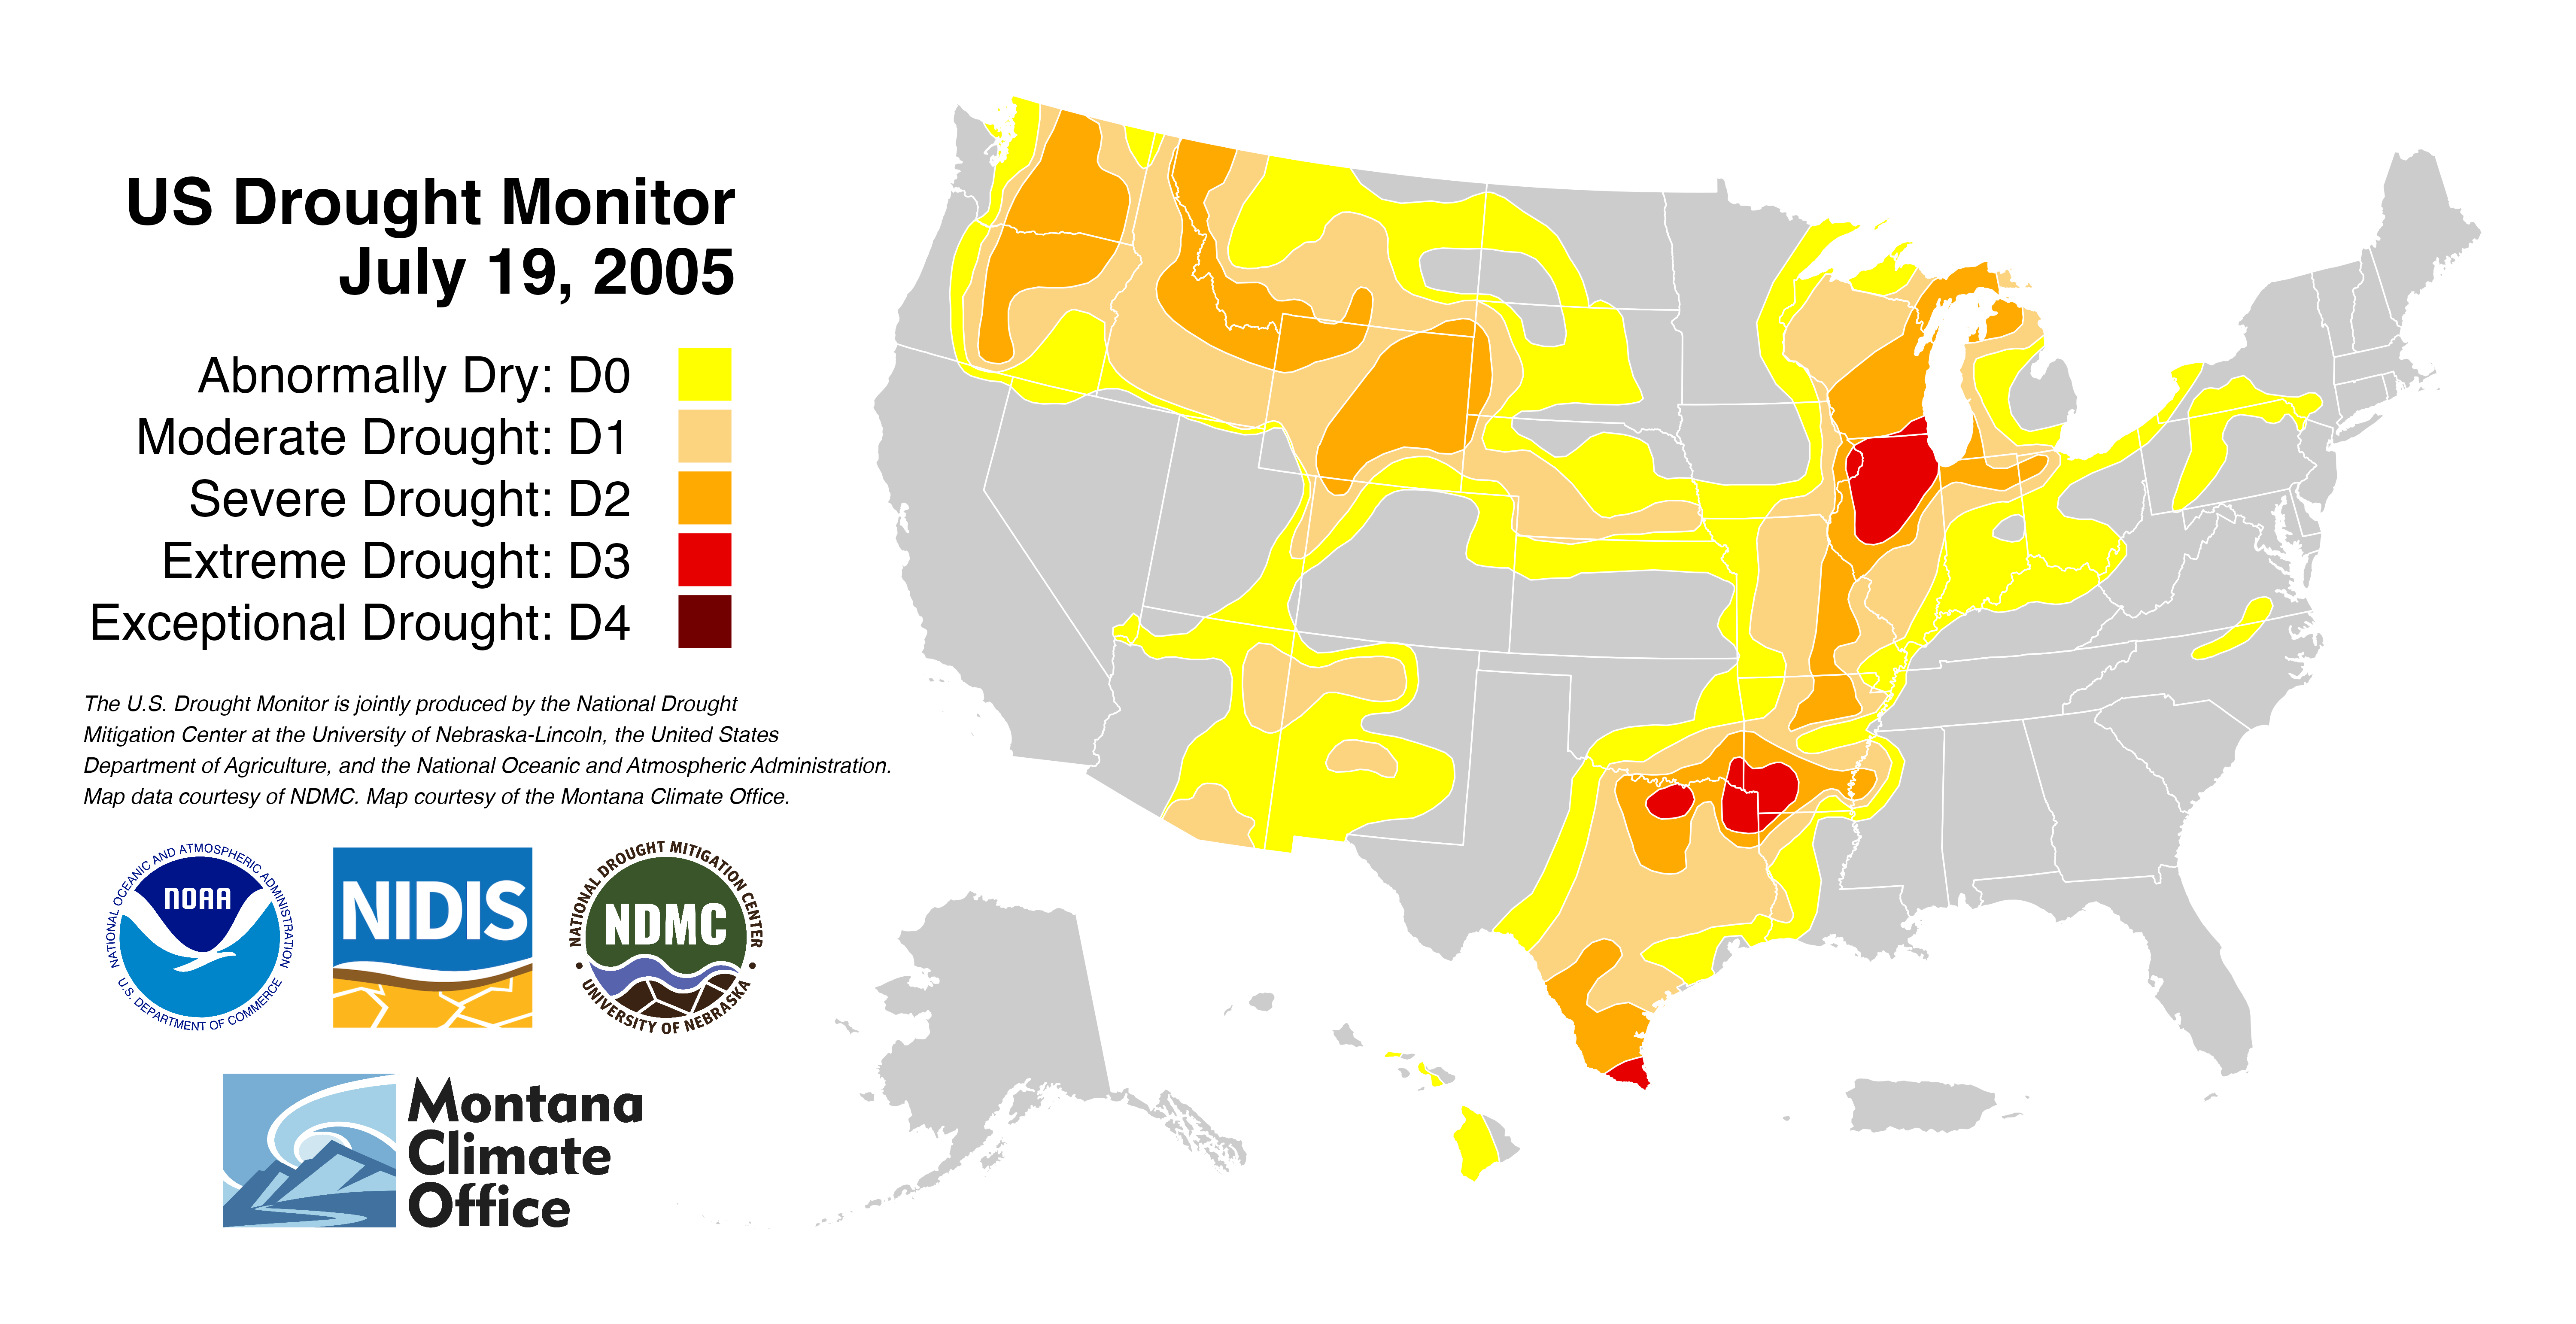 US Drought Monitor
July 19, 2005
Abnormally Dry: D0
Moderate Drought: D1
Severe Drought: D2
Extreme Drought: D3
Exceptional Drought: D4
The U.S. Drought Monitor is jointly produced by the National Drought
Mitigation Center at the University of Nebraska-Lincoln, the United States
Department of Agriculture, and the National Oceanic and Atmospheric Administration.
Map data courtesy of NDMC. Map courtesy of the Montana Climate Office.
NATIONAL OCEANIC AND ATMOSPHERIC ADMINISTRATION
NOAA
U.S. DEPARTMENT OF COMMERCE
NIDIS
NATIONAL DROUGHT MITIGATION CENTER
NDMC
UNIVERSITY OF NEBRASKA
Montana
Climate
Office